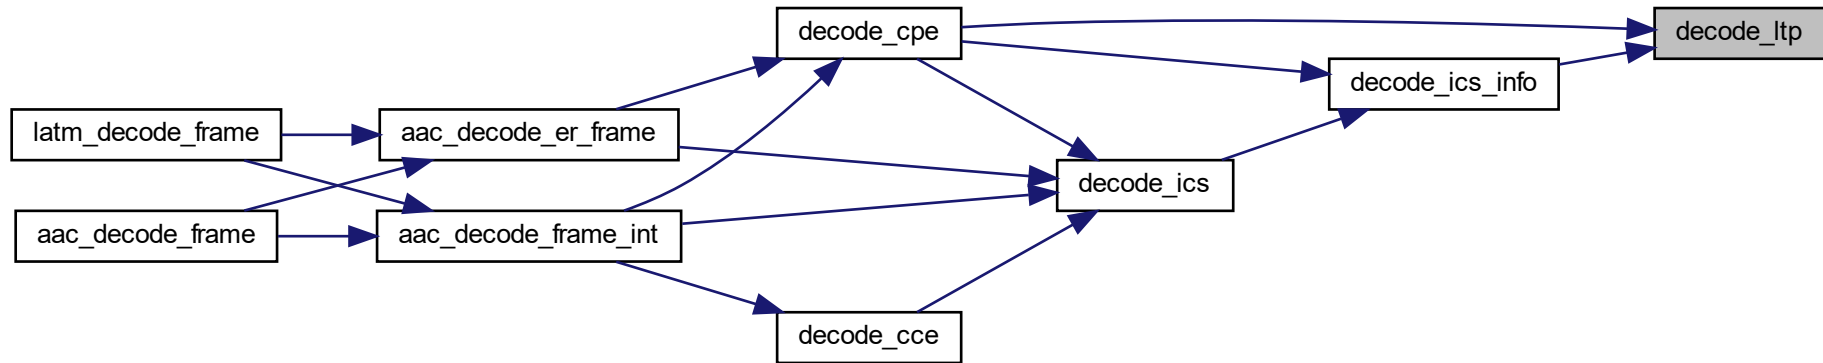 decode_cpe
decode_ltp
decode_ics_info
latm_decode_frame
aac_decode_er_frame
decode_ics
aac_decode_frame
aac_decode_frame_int
decode_cce